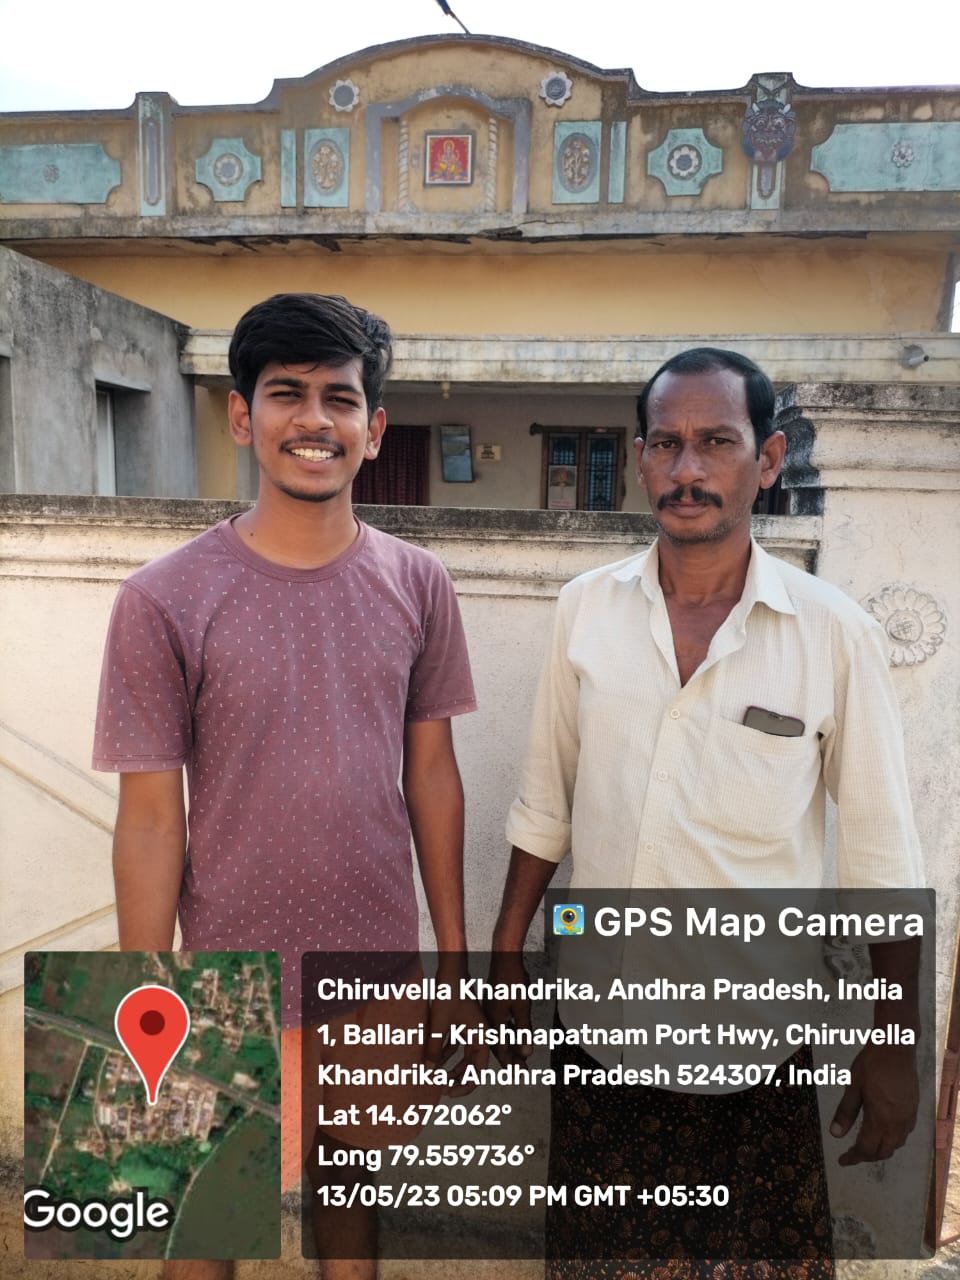 GPS Map Camera
Chiruvella Khandrika, Andhra Pradesh, India
1, Ballari - Krishnapatnam Port Hwy, Chiruvella
Khandrika, Andhra Pradesh 524307, India
Lat 14.672062°
Long 79.559736°
13/05/23 05:09 PM GMT +05:30
Google